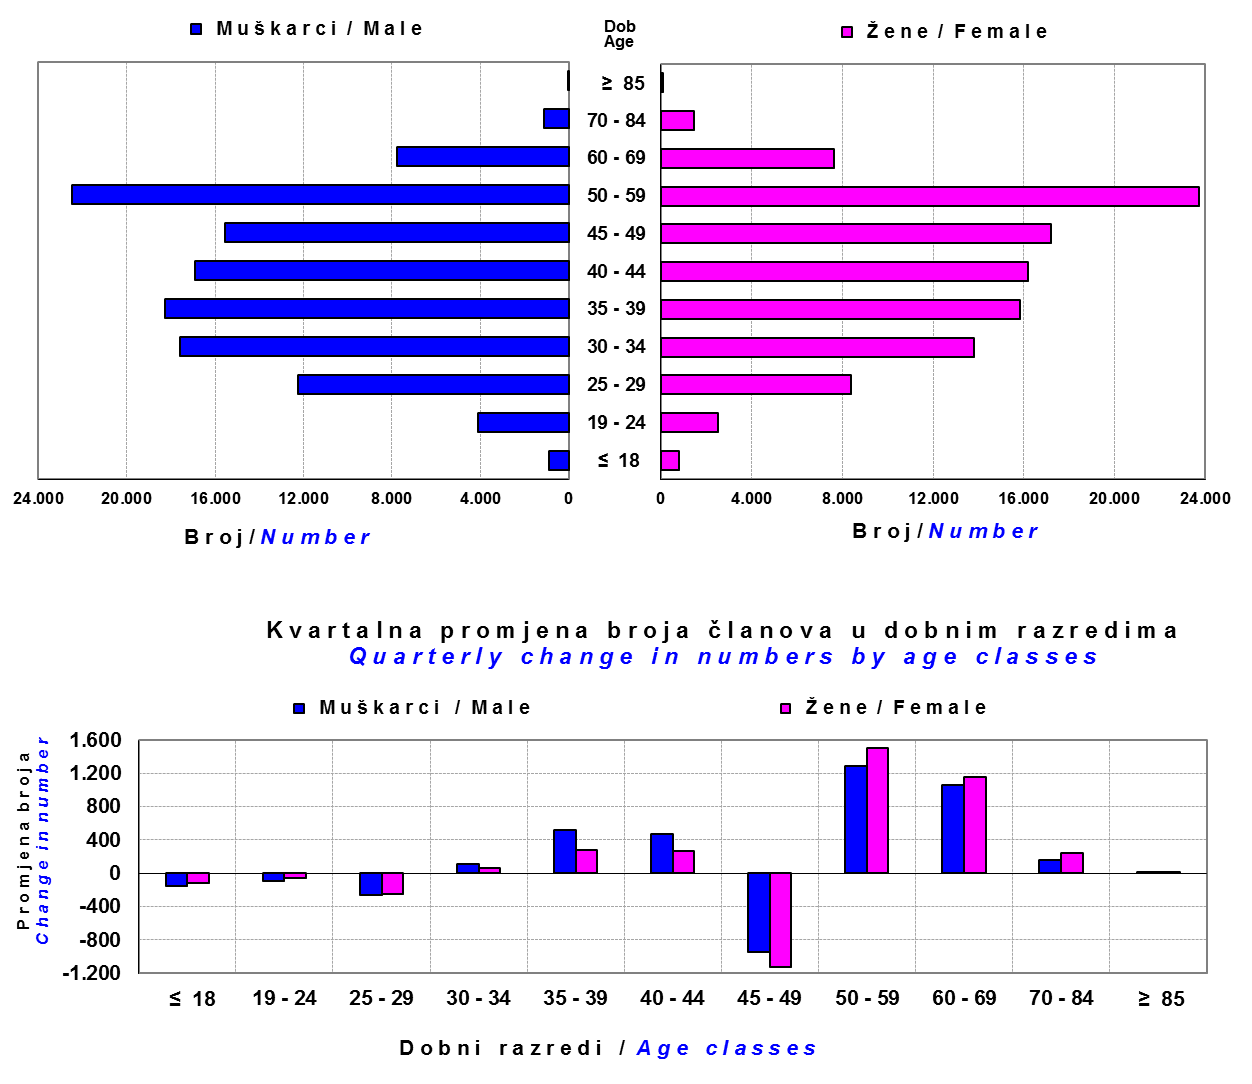 Muškarci / Male
Dob
Age
Žene / Female
≥ 85
70 - 84
60 - 69
50 - 59
45 - 49
40 - 44
35 - 39
30 - 34
25 - 29
19 - 24
≤ 18
24.000 20.000 16.000 12.000 8.000 4.000 0
0 4.000 8.000 12.000 16.000 20.000 24.000
Broj/Number
Broj/Number
Kvartalna promjena broja članova u dobnim razredima
Quarterly change in numbers by age classes
Muškarci / Male
Žene / Female
Promjena broja
Change in number
1.600
1.200
800
400
0
-400
-800
-1.200
≤ 18 19 - 24 25 - 29 30 - 34 35 - 39 40 - 44 45 - 49 50 - 59 60 - 69 70 - 84 ≥ 85
Dobni razredi / Age classes